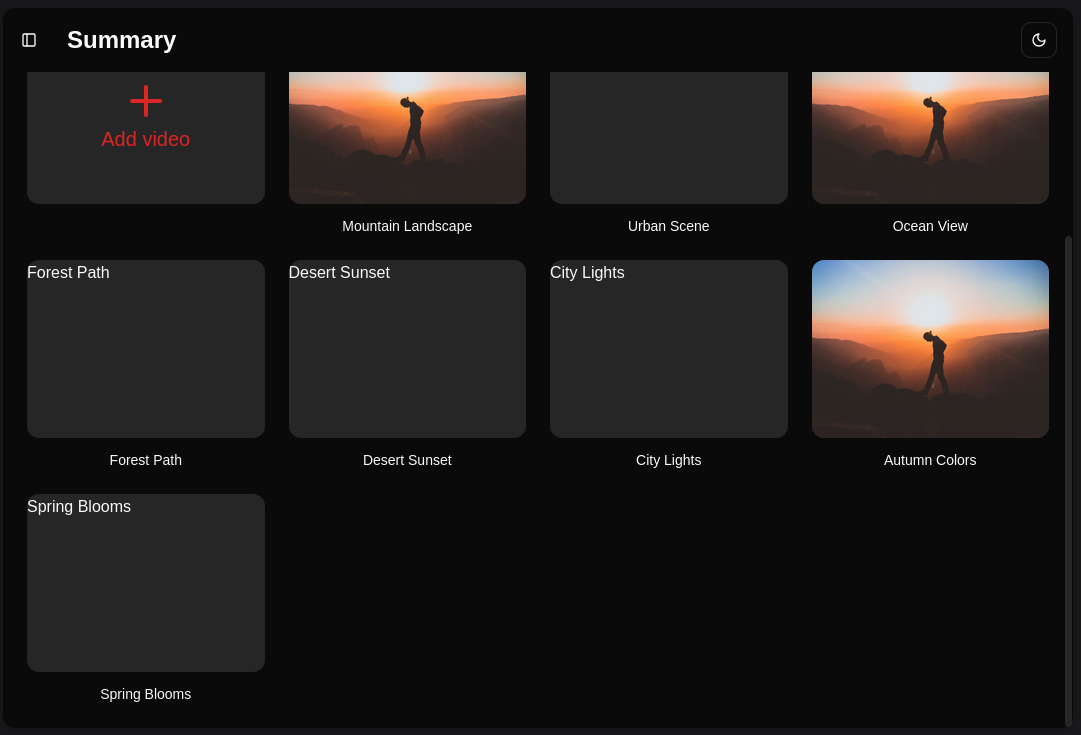 Summary
Add video
Mountain Landscape
Urban Scene
Ocean View
Forest Path
Desert Sunset
City Lights
Forest Path
Desert Sunset
City Lights
Autumn Colors
Spring Blooms
Spring Blooms